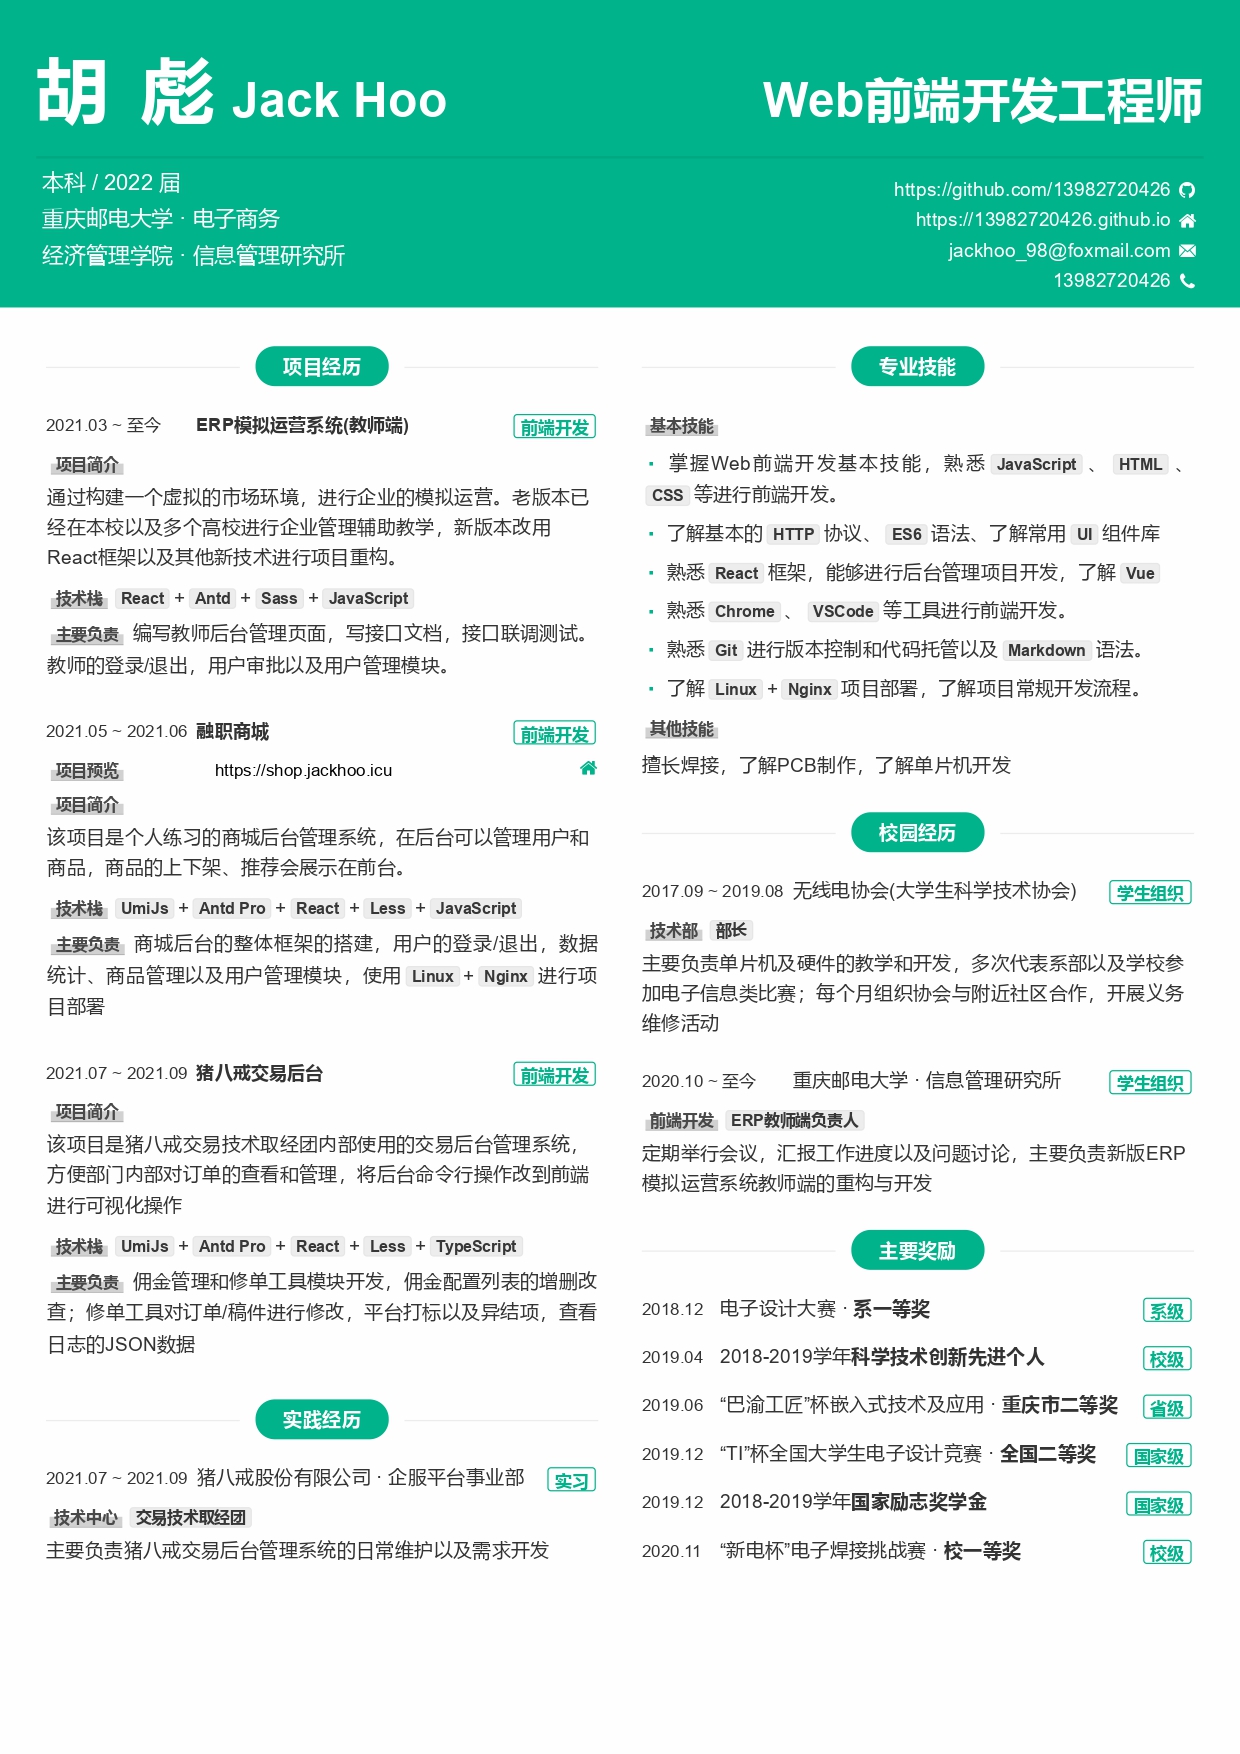 胡 彪 Jack Hoo
Web前端开发工程师
本科 / 2022 届
重庆邮电大学 · 电子商务
经济管理学院 · 信息管理研究所
https://github.com/13982720426
https://13982720426.github.io
jackhoo_98@foxmail.com
13982720426
项目经历
2021.03 ~ 至今 ERP模拟运营系统(教师端) 前端开发
项目简介
通过构建一个虚拟的市场环境，进行企业的模拟运营。老版本已
经在本校以及多个高校进行企业管理辅助教学，新版本改用
React框架以及其他新技术进行项目重构。
技术栈 React + Antd + Sass + JavaScript
主要负责 编写教师后台管理页面，写接口文档，接口联调测试。
教师的登录/退出，用户审批以及用户管理模块。
2021.05 ~ 2021.06 融职商城 前端开发
项目预览 https://shop.jackhoo.icu
项目简介
该项目是个人练习的商城后台管理系统，在后台可以管理用户和
商品，商品的上下架、推荐会展示在前台。
技术栈 UmiJs + Antd Pro + React + Less + JavaScript
主要负责 商城后台的整体框架的搭建，用户的登录/退出，数据
统计、商品管理以及用户管理模块，使用 Linux + Nginx 进行项
目部署
2021.07 ~ 2021.09 猪八戒交易后台 前端开发
项目简介
该项目是猪八戒交易技术取经团内部使用的交易后台管理系统，
方便部门内部对订单的查看和管理，将后台命令行操作改到前端
进行可视化操作
技术栈 UmiJs + Antd Pro + React + Less + TypeScript
主要负责 佣金管理和修单工具模块开发，佣金配置列表的增删改
查；修单工具对订单/稿件进行修改，平台打标以及异结项，查看
日志的JSON数据
实践经历
2021.07 ~ 2021.09 猪八戒股份有限公司 · 企服平台事业部 实习
技术中心 交易技术取经团
主要负责猪八戒交易后台管理系统的日常维护以及需求开发
专业技能
基本技能
· 掌握Web前端开发基本技能，熟悉 JavaScript 、 HTML 、
CSS 等进行前端开发。
· 了解基本的 HTTP 协议、 ES6 语法、了解常用 UI 组件库
· 熟悉 React 框架，能够进行后台管理项目开发，了解 Vue
· 熟悉 Chrome 、 VSCode 等工具进行前端开发。
· 熟悉 Git 进行版本控制和代码托管以及 Markdown 语法。
· 了解 Linux + Nginx 项目部署，了解项目常规开发流程。
其他技能
擅长焊接，了解PCB制作，了解单片机开发
校园经历
2017.09 ~ 2019.08 无线电协会(大学生科学技术协会) 学生组织
技术部 部长
主要负责单片机及硬件的教学和开发，多次代表系部以及学校参
加电子信息类比赛；每个月组织协会与附近社区合作，开展义务
维修活动
2020.10 ~ 至今 重庆邮电大学 · 信息管理研究所 学生组织
前端开发 ERP教师端负责人
定期举行会议，汇报工作进度以及问题讨论，主要负责新版ERP
模拟运营系统教师端的重构与开发
主要奖励
2018.12 电子设计大赛 · 系一等奖 系级
2019.04 2018-2019学年科学技术创新先进个人 校级
2019.06 “巴渝工匠”杯嵌入式技术及应用 · 重庆市二等奖 省级
2019.12 “TI”杯全国大学生电子设计竞赛 · 全国二等奖 国家级
2019.12 2018-2019学年国家励志奖学金 国家级
2020.11 “新电杯”电子焊接挑战赛 · 校一等奖 校级